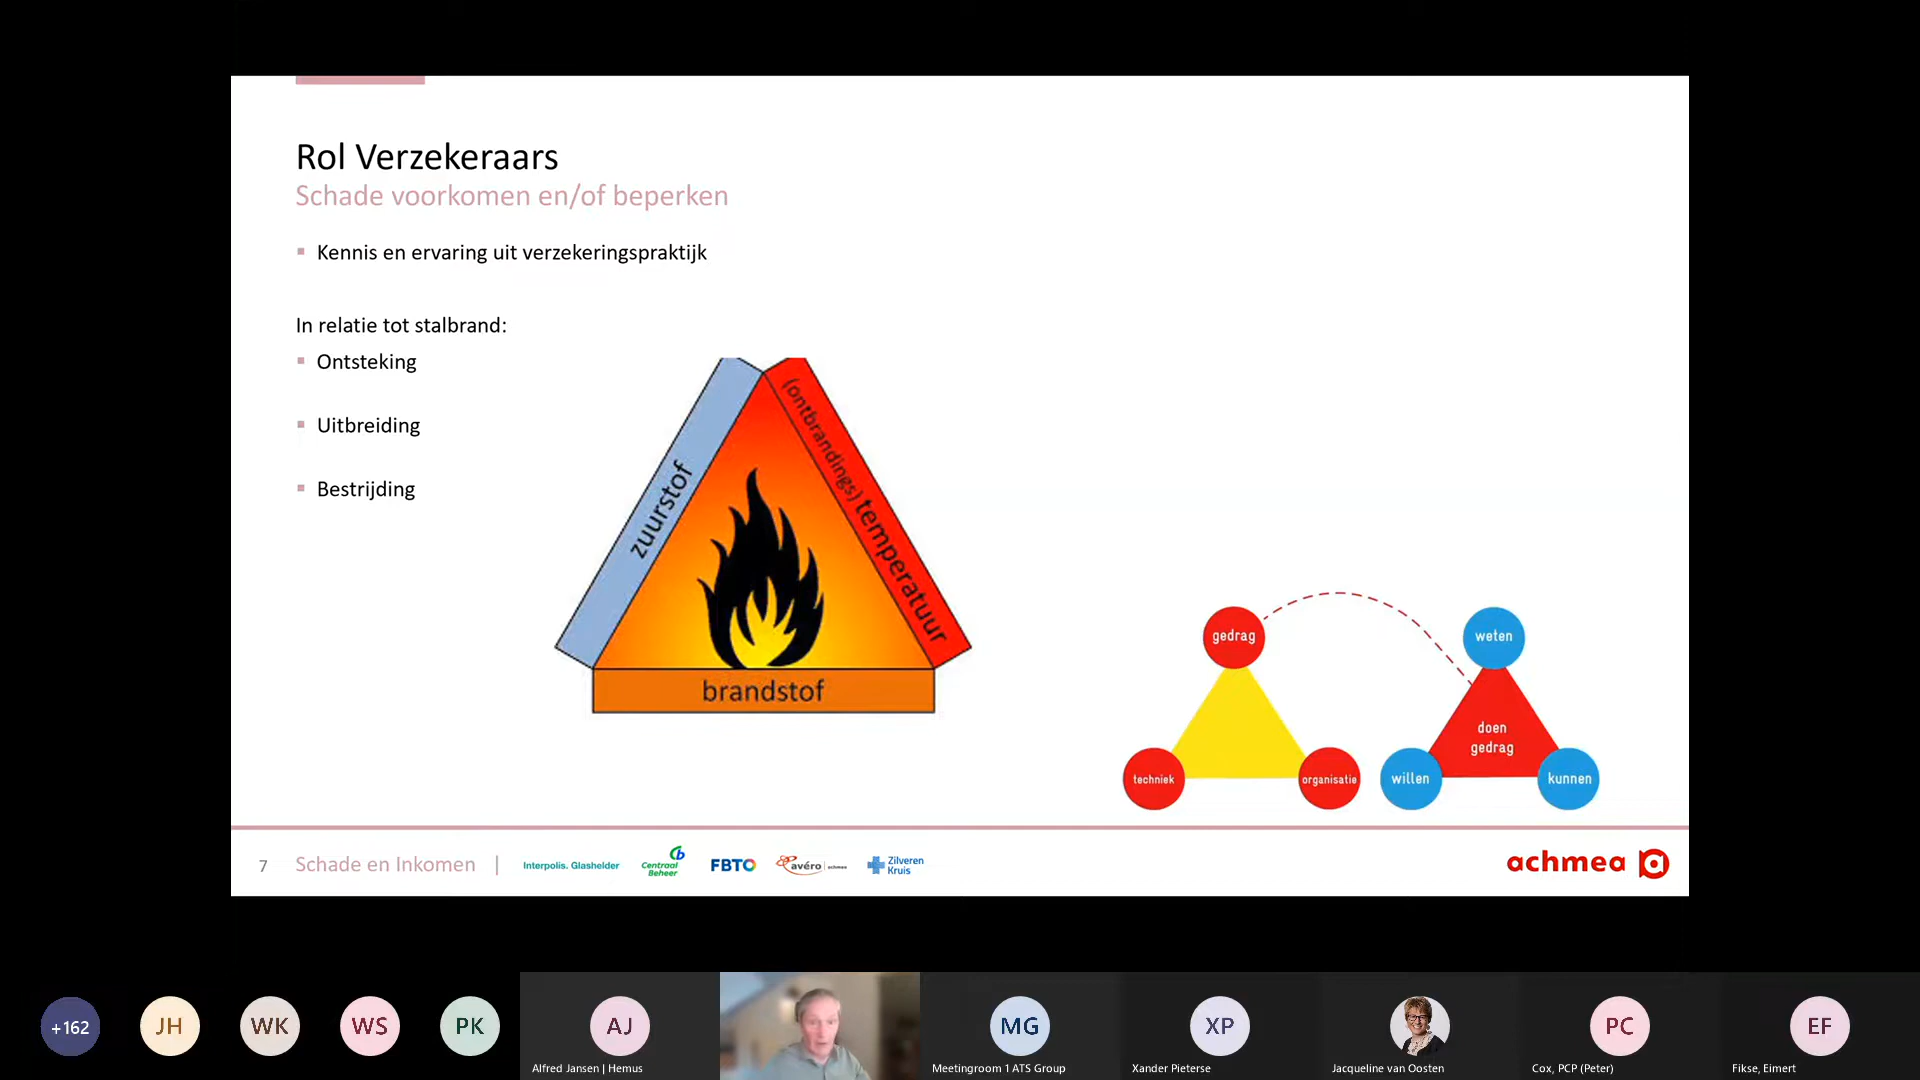 Rol Verzekeraars
Schade voorkomen en/of beperken
Kennis en ervaring uit verzekeringspraktijk
In relatie tot stalbrand:
Ontsteking
Uitbreiding
Bestrijding
zuurstof
(ontbrandings) temperatuur
brandstof
gedrag
techniek
organisatie
weten
doen
gedrag
willen
kunnen
7
Schade en Inkomen |
Interpolis. Glashelder
Centraal
Beheer
FBTO
avéro achmea
Zilveren
Kruis
achmea
+162
JH
WK
WS
PK
AJ
Alfred Jansen | Hemus
MG
Meetingroom 1 ATS Group
XP
Xander Pieterse
Jacqueline van Oosten
PC
Cox, PCP (Peter)
EF
Fikse, Eimert